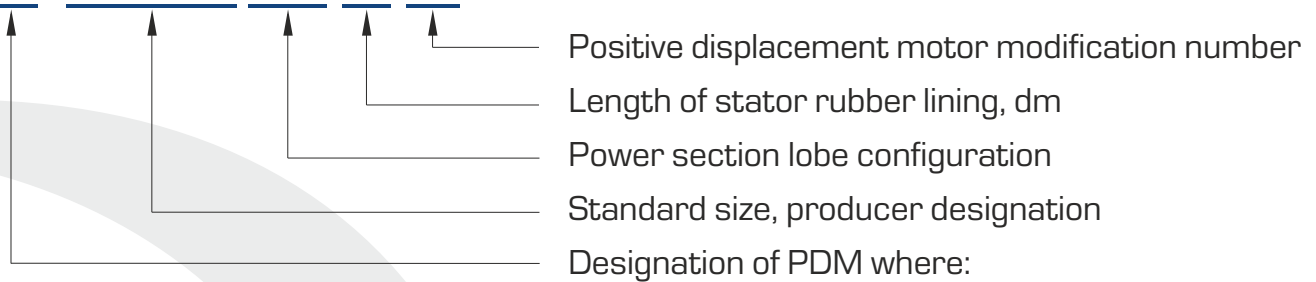 Positive displacement motor modification number
Length of stator rubber lining, dm
Power section lobe configuration
Standard size, producer designation
Designation of PDM where: